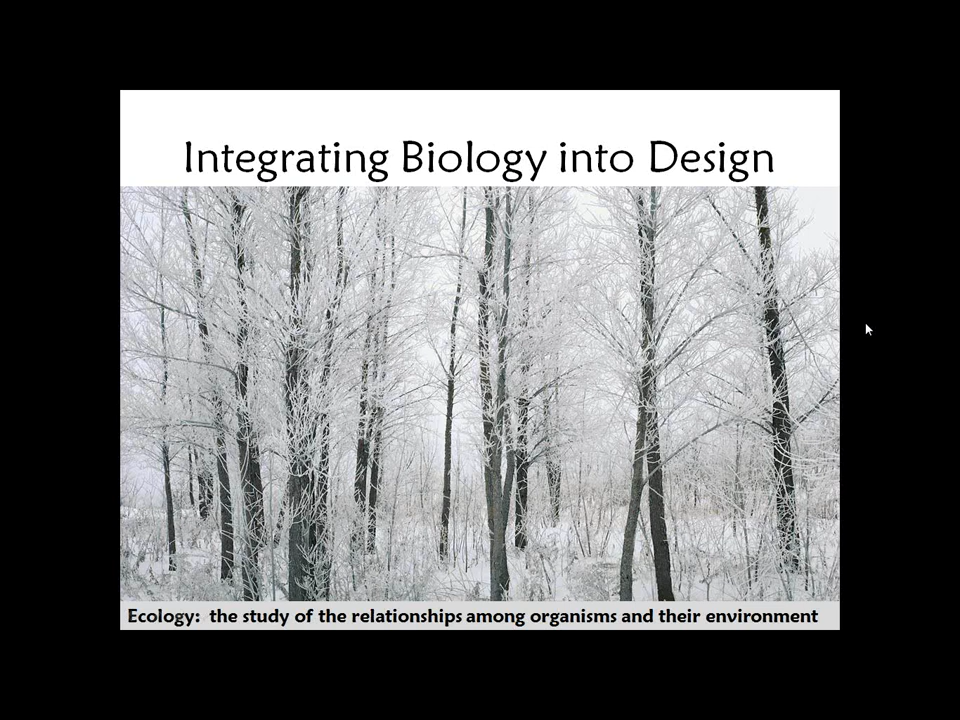 Integrating Biology into Design
Ecology:  the study of the relationships among organisms and their environment